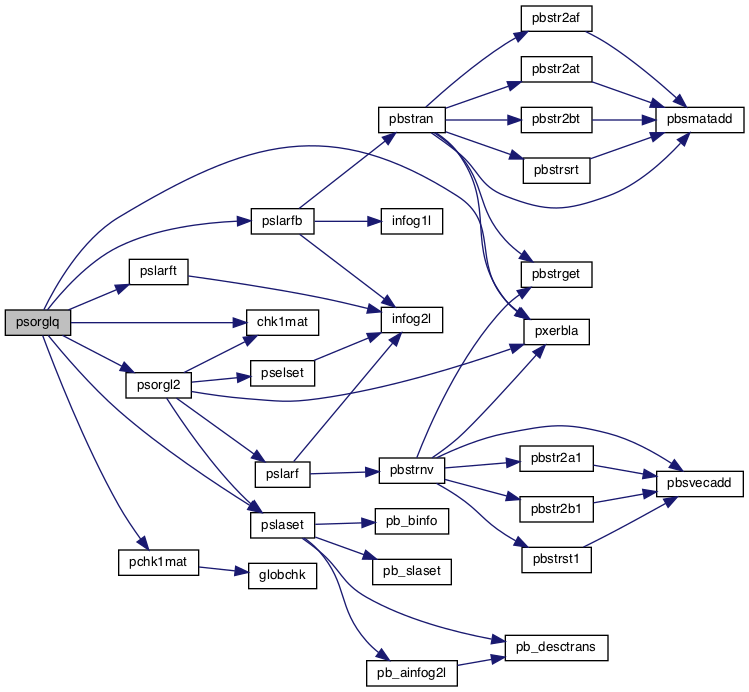 pbstr2af
pbstr2at
pbstran
pbstr2bt
pbsmatadd
pbstrsrt
pslarfb
infog1l
pslarft
pbstrget
psorglq
chk1mat
infog2l
pxerbla
pselset
psorgl2
pbstr2a1
pslarf
pbstrnv
pbsvecadd
pbstr2b1
pslaset
pb_binfo
pchk1mat
pbstrst1
globchk
pb_slaset
pb_desctrans
pb_ainfog2l